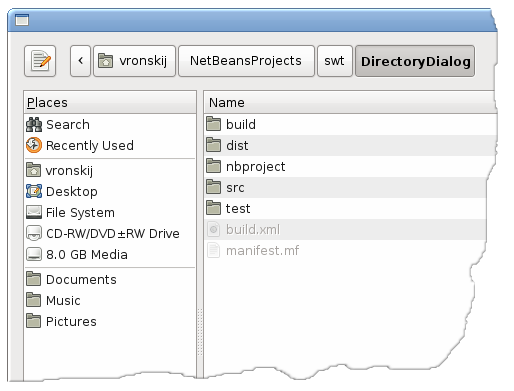 vronskij NetBeansProjects swt DirectoryDialog
Places
Search
Recently Used
vronskij
Desktop
File System
CD-RW/DVD±RW Drive
8.0 GB Media
Documents
Music
Pictures
Name
build
dist
nbproject
src
test
build.xml
manifest.mf